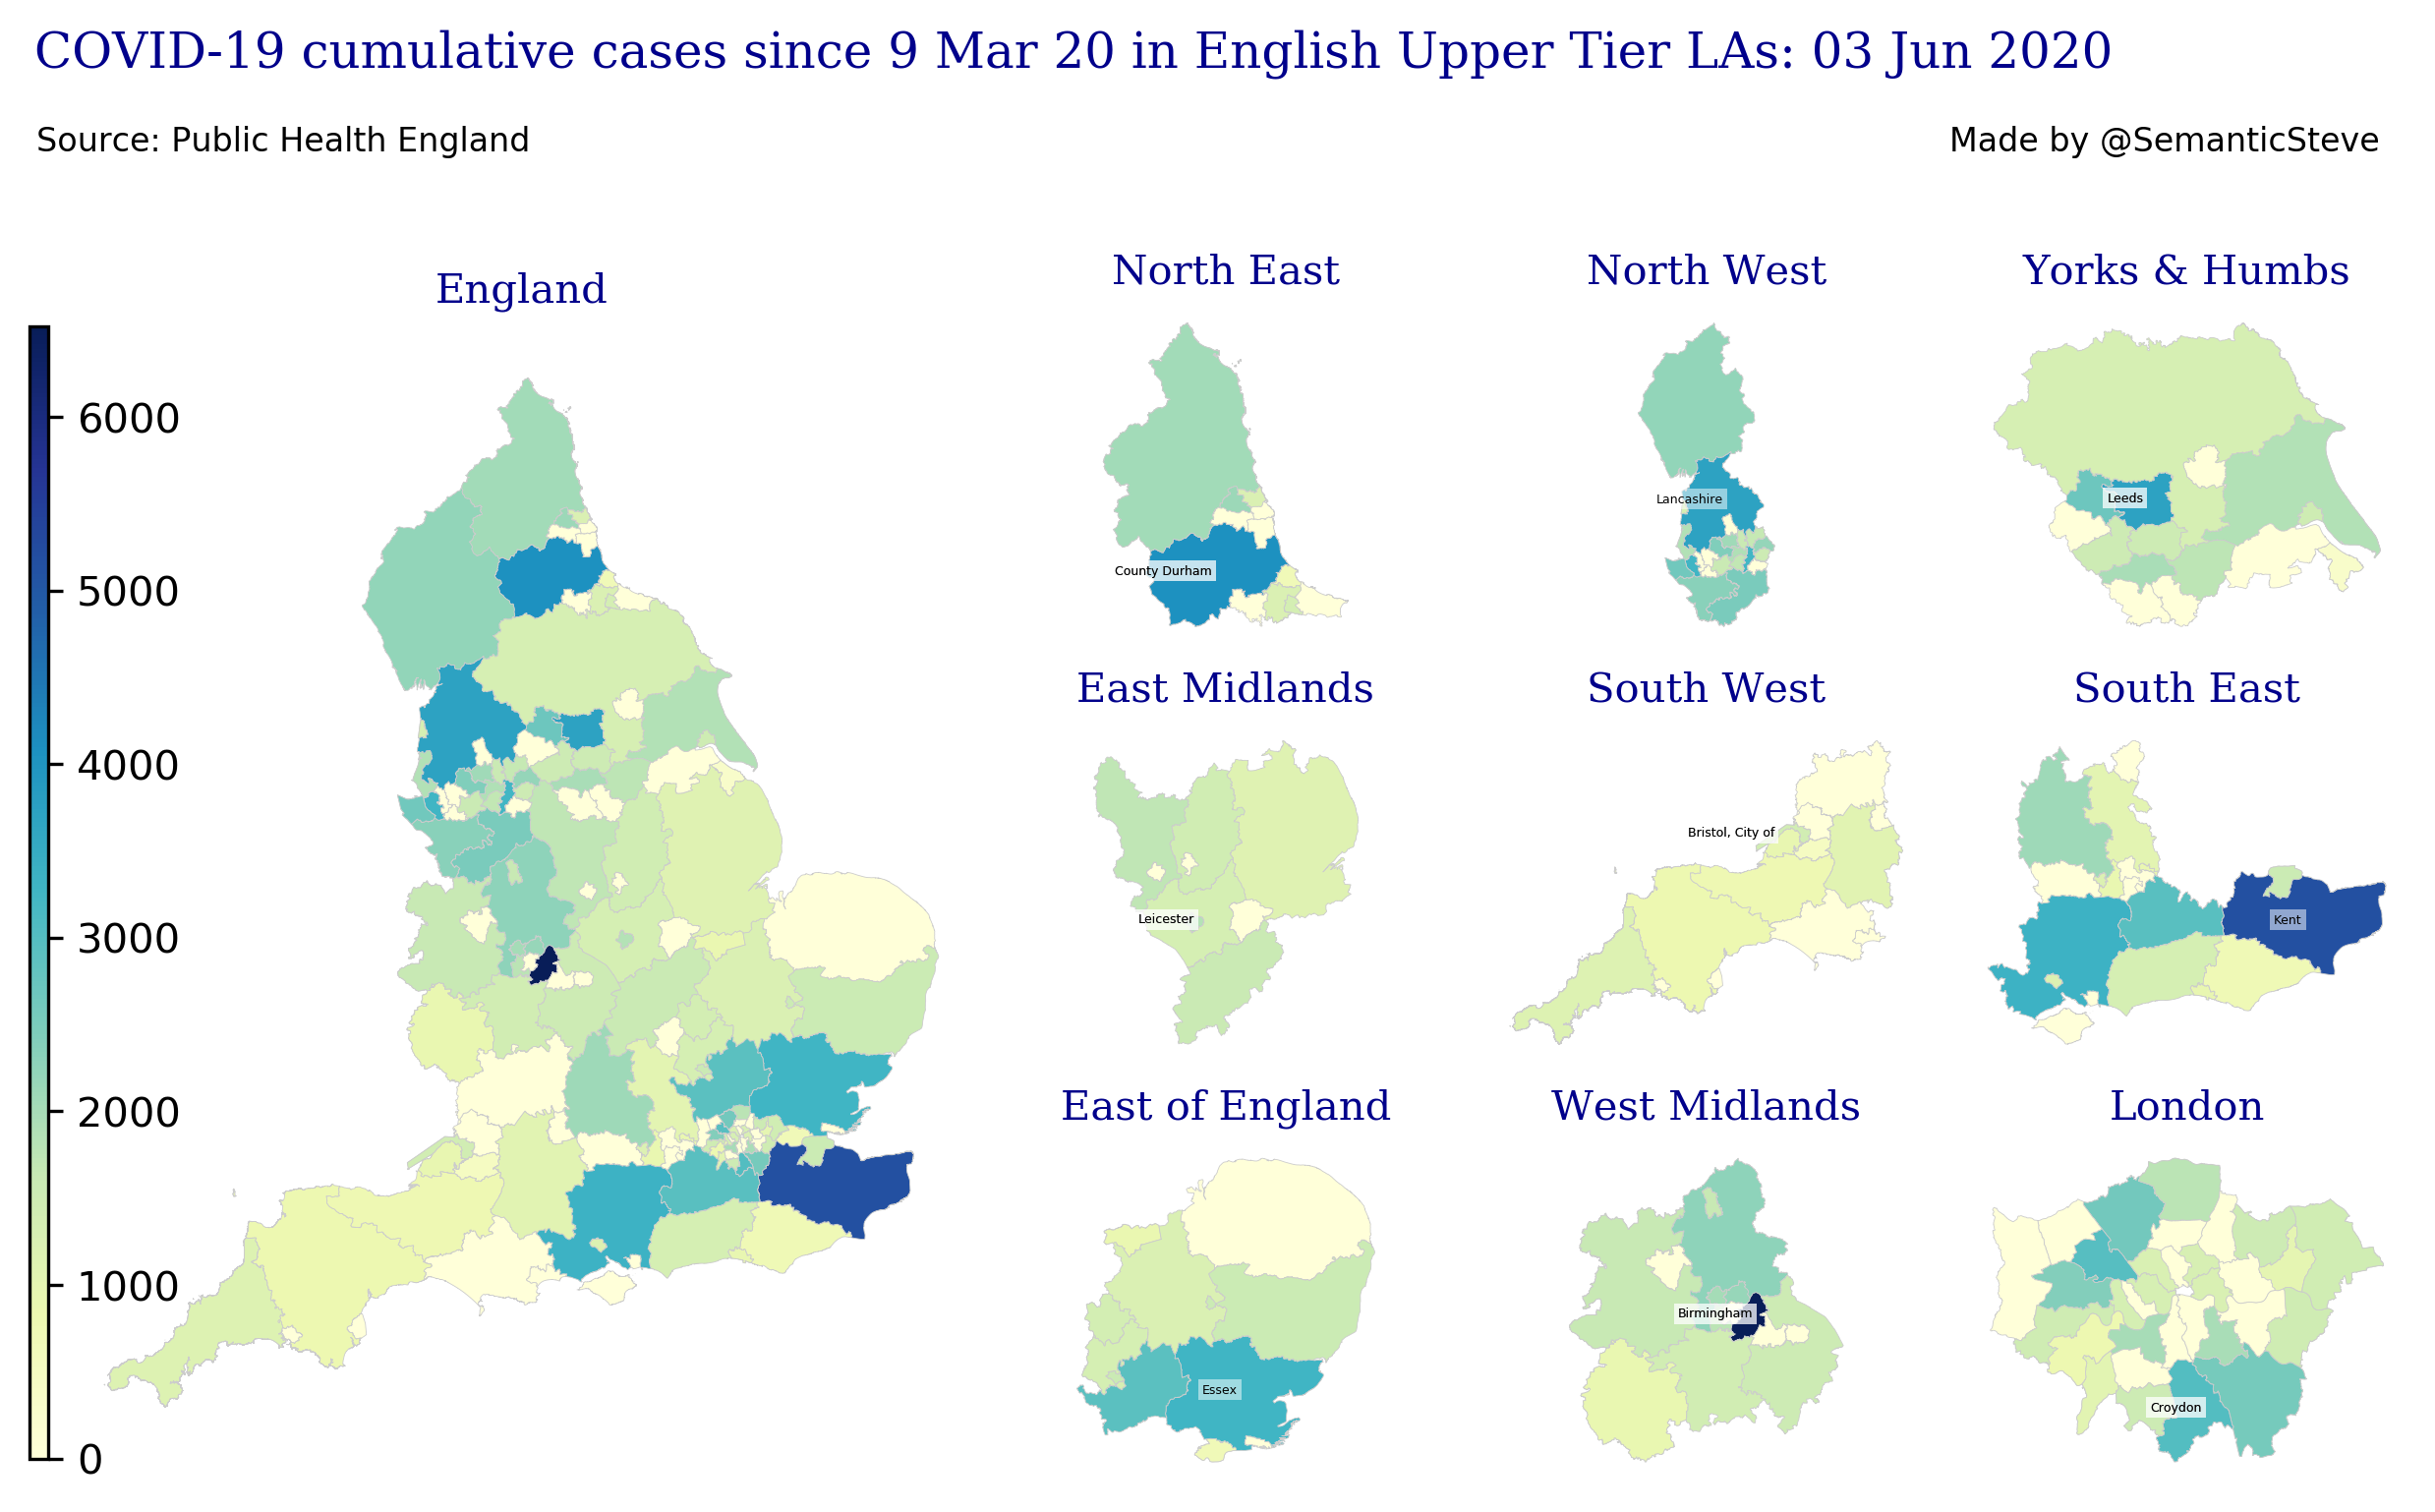 COVID-19 cumulative cases since 9 Mar 20 in English Upper Tier LAs: 03 Jun 2020
Source: Public Health England
Made by @SemanticSteve
England
6000
5000
4000
3000
2000
1000
0
North East
County Durham
North West
Lancashire
Yorks & Humbs
Leeds
East Midlands
Leicester
South West
Bristol, City of
South East
Kent
East of England
Essex
West Midlands
Birmingham
London
Croydon